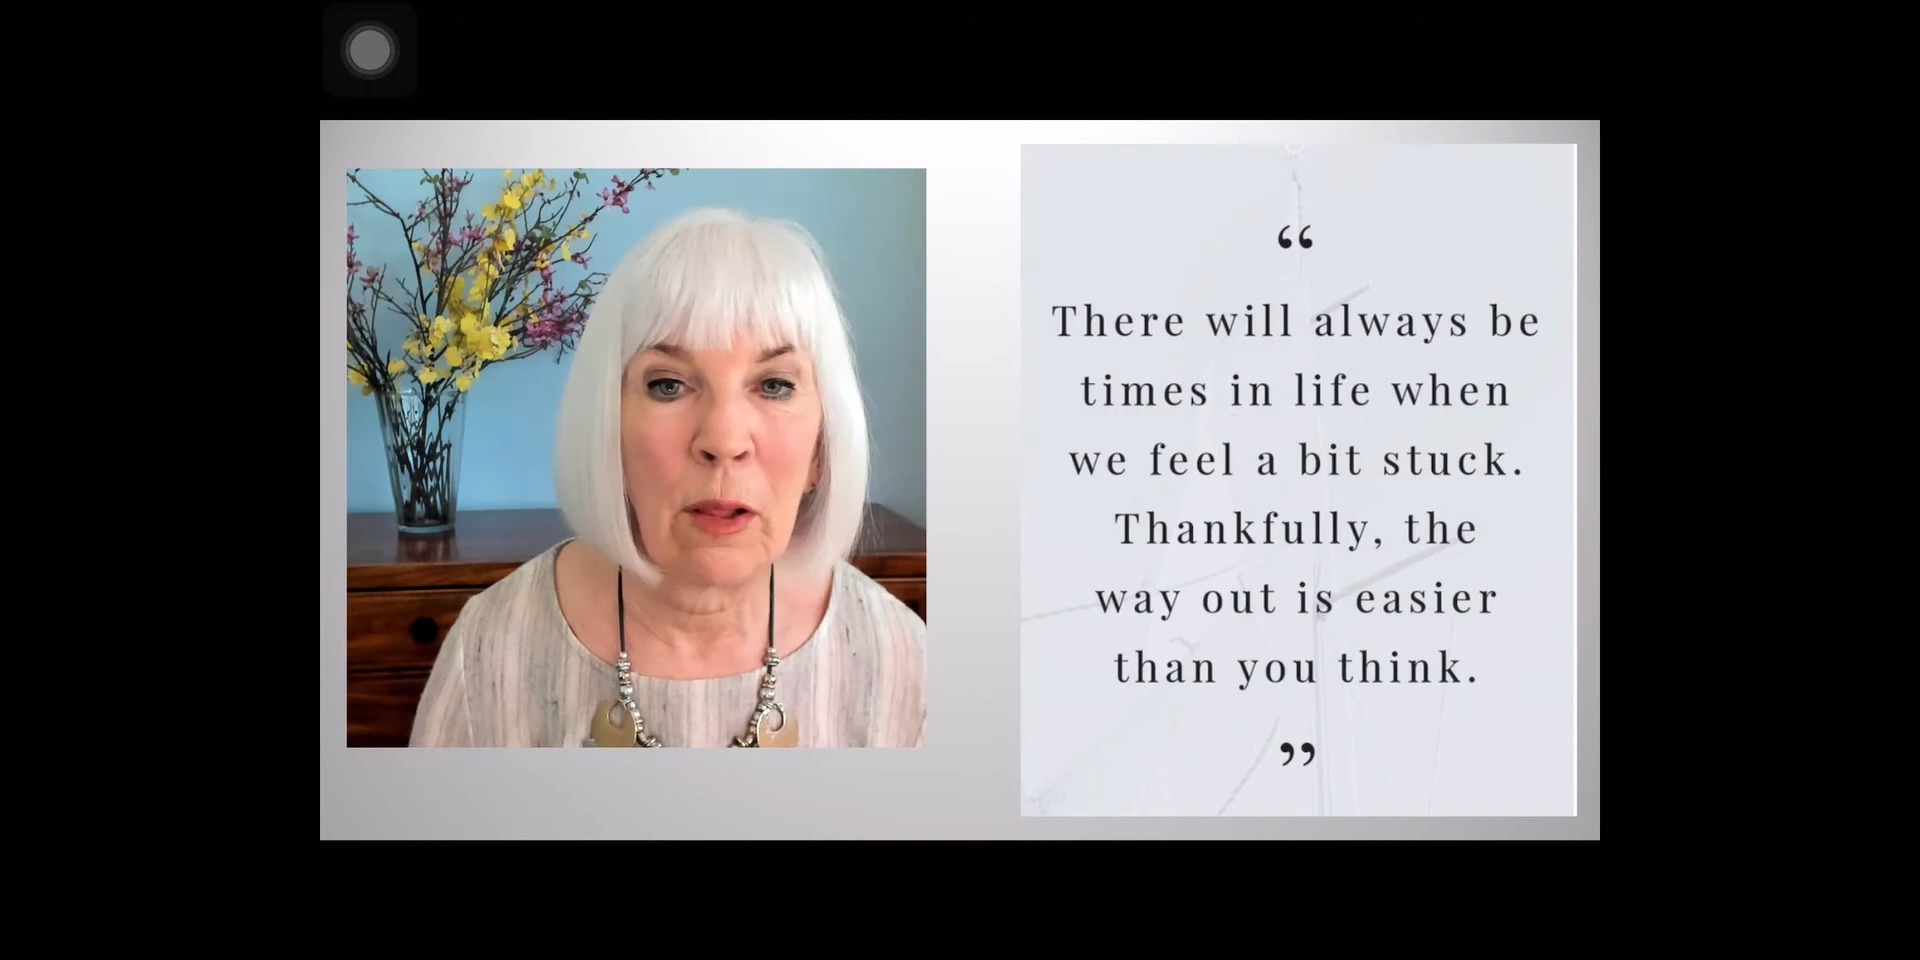 “
There will always be
times in life when
we feel a bit stuck.
Thankfully, the
way out is easier
than you think.
”